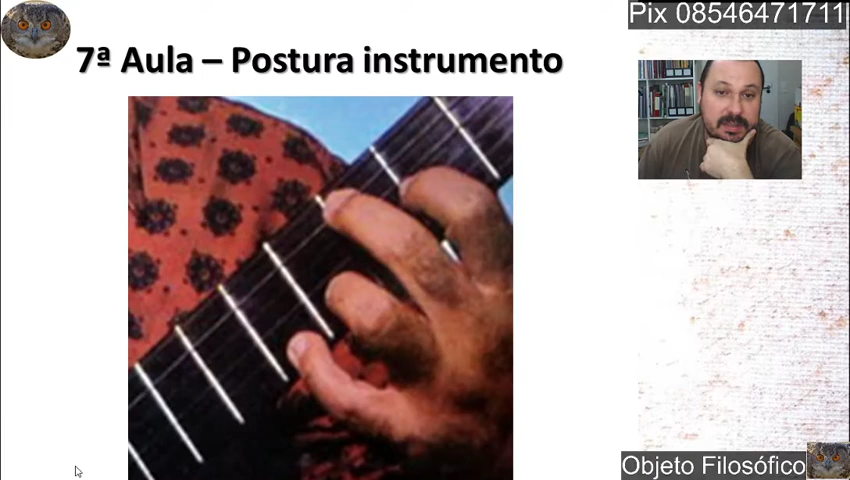 Pix 08546471711
7ª Aula – Postura instrumento
Objeto Filosófico